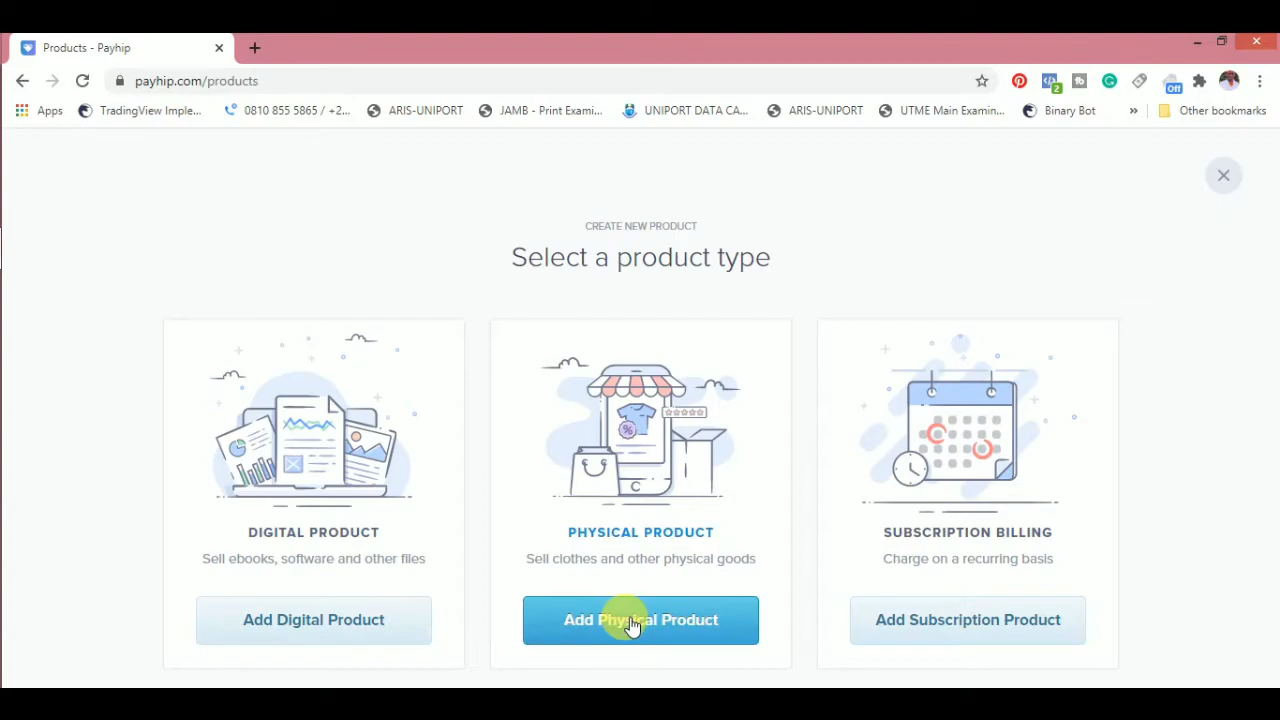 Products - Payhip
payhip.com/products
2
Off
Apps TradingView Imple... 0810 855 5865 / +2... ARIS-UNIPORT JAMB - Print Exami... UNIPORT DATA CA... ARIS-UNIPORT UTME Main Examin... Binary Bot » Other bookmarks
CREATE NEW PRODUCT
Select a product type
DIGITAL PRODUCT
Sell ebooks, software and other files
Add Digital Product
PHYSICAL PRODUCT
Sell clothes and other physical goods
Add Physical Product
SUBSCRIPTION BILLING
Charge on a recurring basis
Add Subscription Product